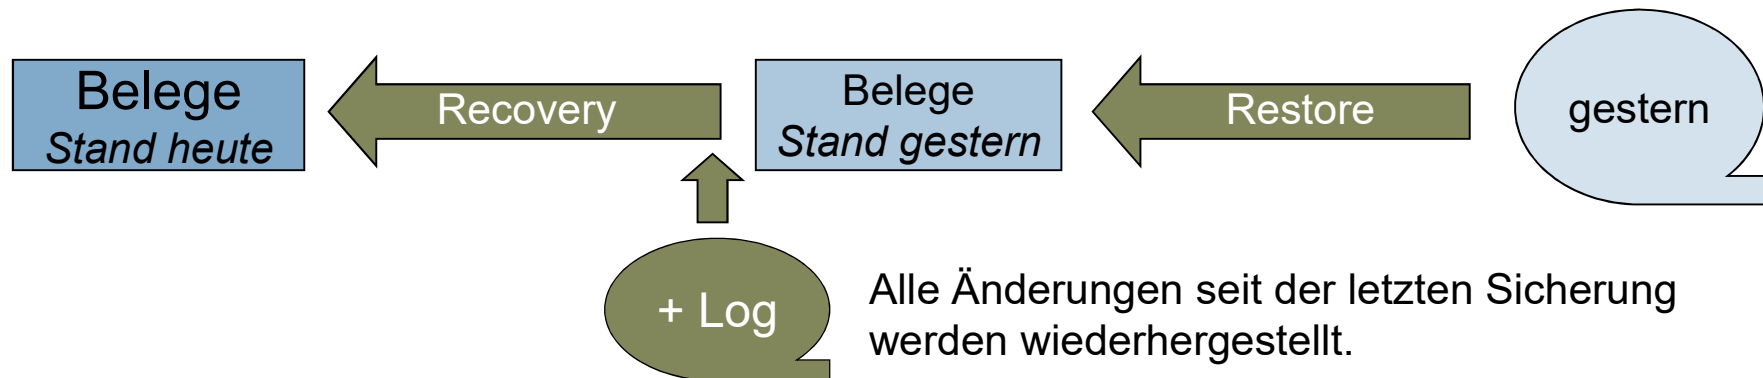 Belege
Stand heute
Recovery
Belege
Stand gestern
Restore
gestern
+ Log
Alle Änderungen seit der letzten Sicherung
werden wiederhergestellt.